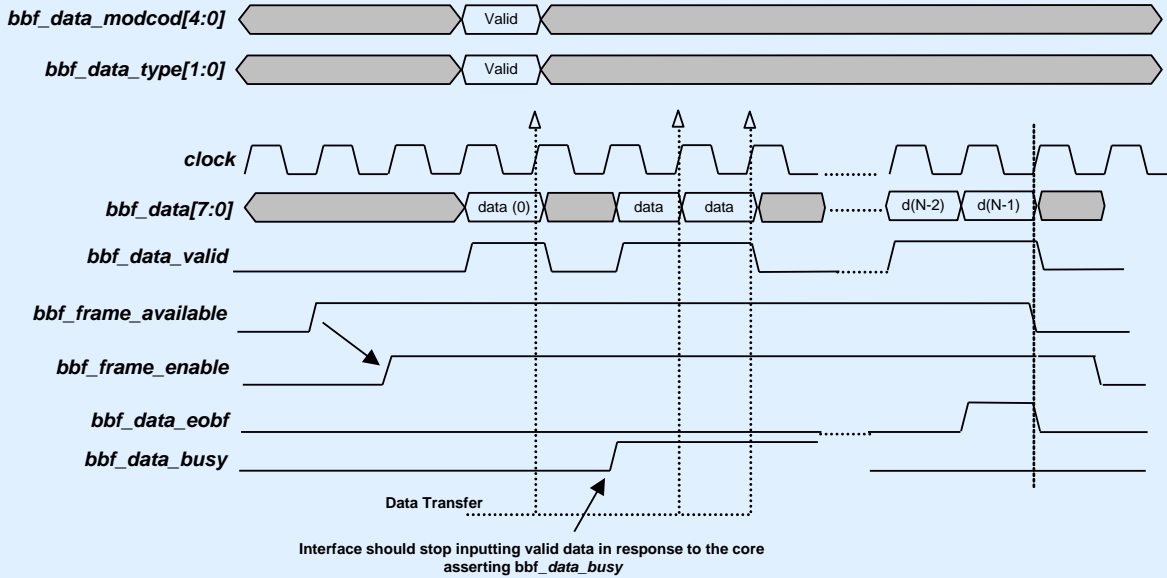 bbf_data_modcod[4:0]
Valid
bbf_data_type[1:0]
Valid
clock
bbf_data[7:0]
data (0)
data
data
d(N-2)
d(N-1)
bbf_data_valid
bbf_frame_available
bbf_frame_enable
bbf_data_eobf
bbf_data_busy
Data Transfer
Interface should stop inputting valid data in response to the core
asserting bbf_data_busy